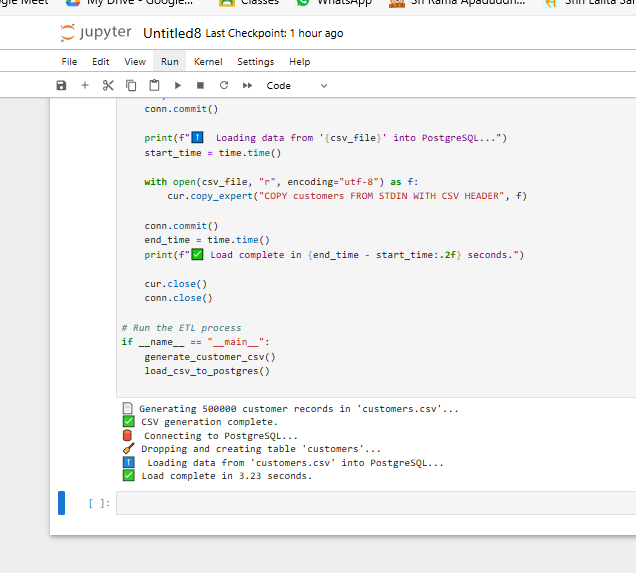 Meet
My Drive - Google...
Classes
WhatsApp
Sri Rama Apaduddh...
Shri Lalita
jupyter Untitled8 Last Checkpoint: 1 hour ago
File Edit View Run Kernel Settings Help
Code
conn.commit()
print(f"⬆️ Loading data from '{csv_file}' into PostgreSQL...")
start_time = time.time()
with open(csv_file, "r", encoding="utf-8") as f:
cur.copy_expert("COPY customers FROM STDIN WITH CSV HEADER", f)
conn.commit()
end_time = time.time()
print(f"✅ Load complete in {end_time - start_time:.2f} seconds.")
cur.close()
conn.close()
# Run the ETL process
if __name__ == "__main__":
generate_customer_csv()
load_csv_to_postgres()
Generating 500000 customer records in 'customers.csv'...
✅ CSV generation complete.
Connecting to PostgreSQL...
Dropping and creating table 'customers'...
⬆️ Loading data from 'customers.csv' into PostgreSQL...
✅ Load complete in 3.23 seconds.
[ ]: